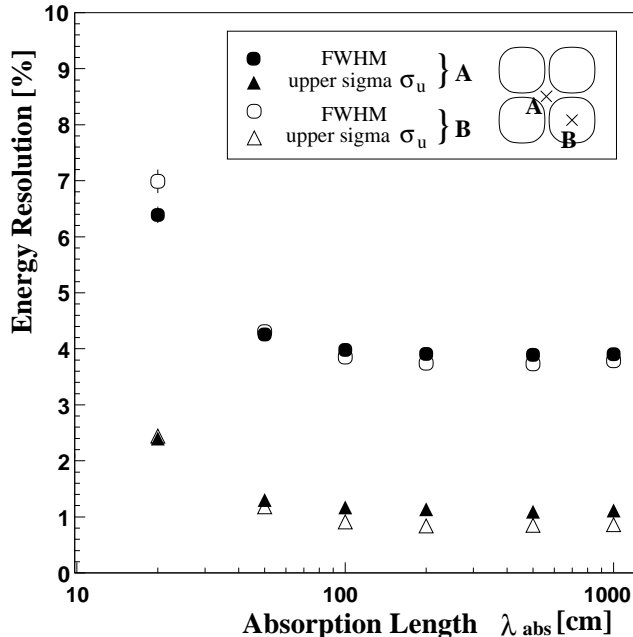 Energy Resolution [%]
10
9
8
7
6
5
4
3
2
1
0
FWHM
upper sigma σu } A
FWHM
upper sigma σu } B
A
B
10 100 1000
Absorption Length λabs [cm]